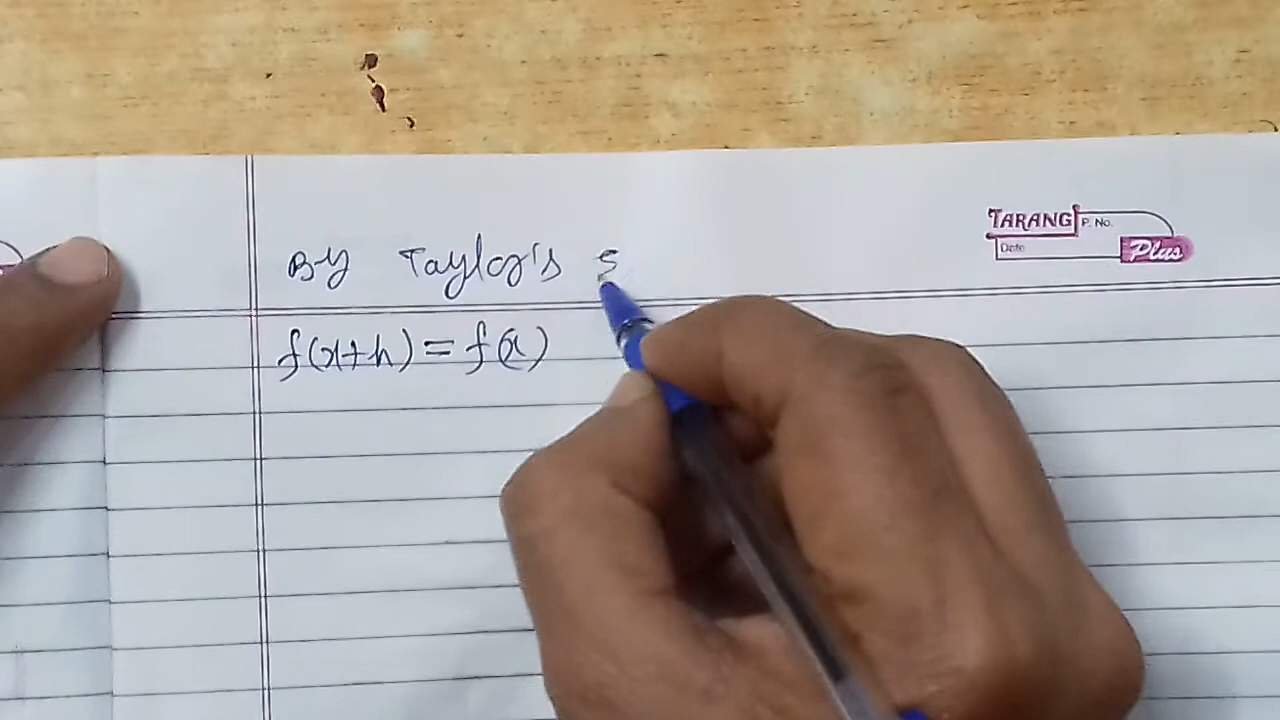 TARANG P. No.
Date Plus
By Taylor's s
f(x+h) = f(x)